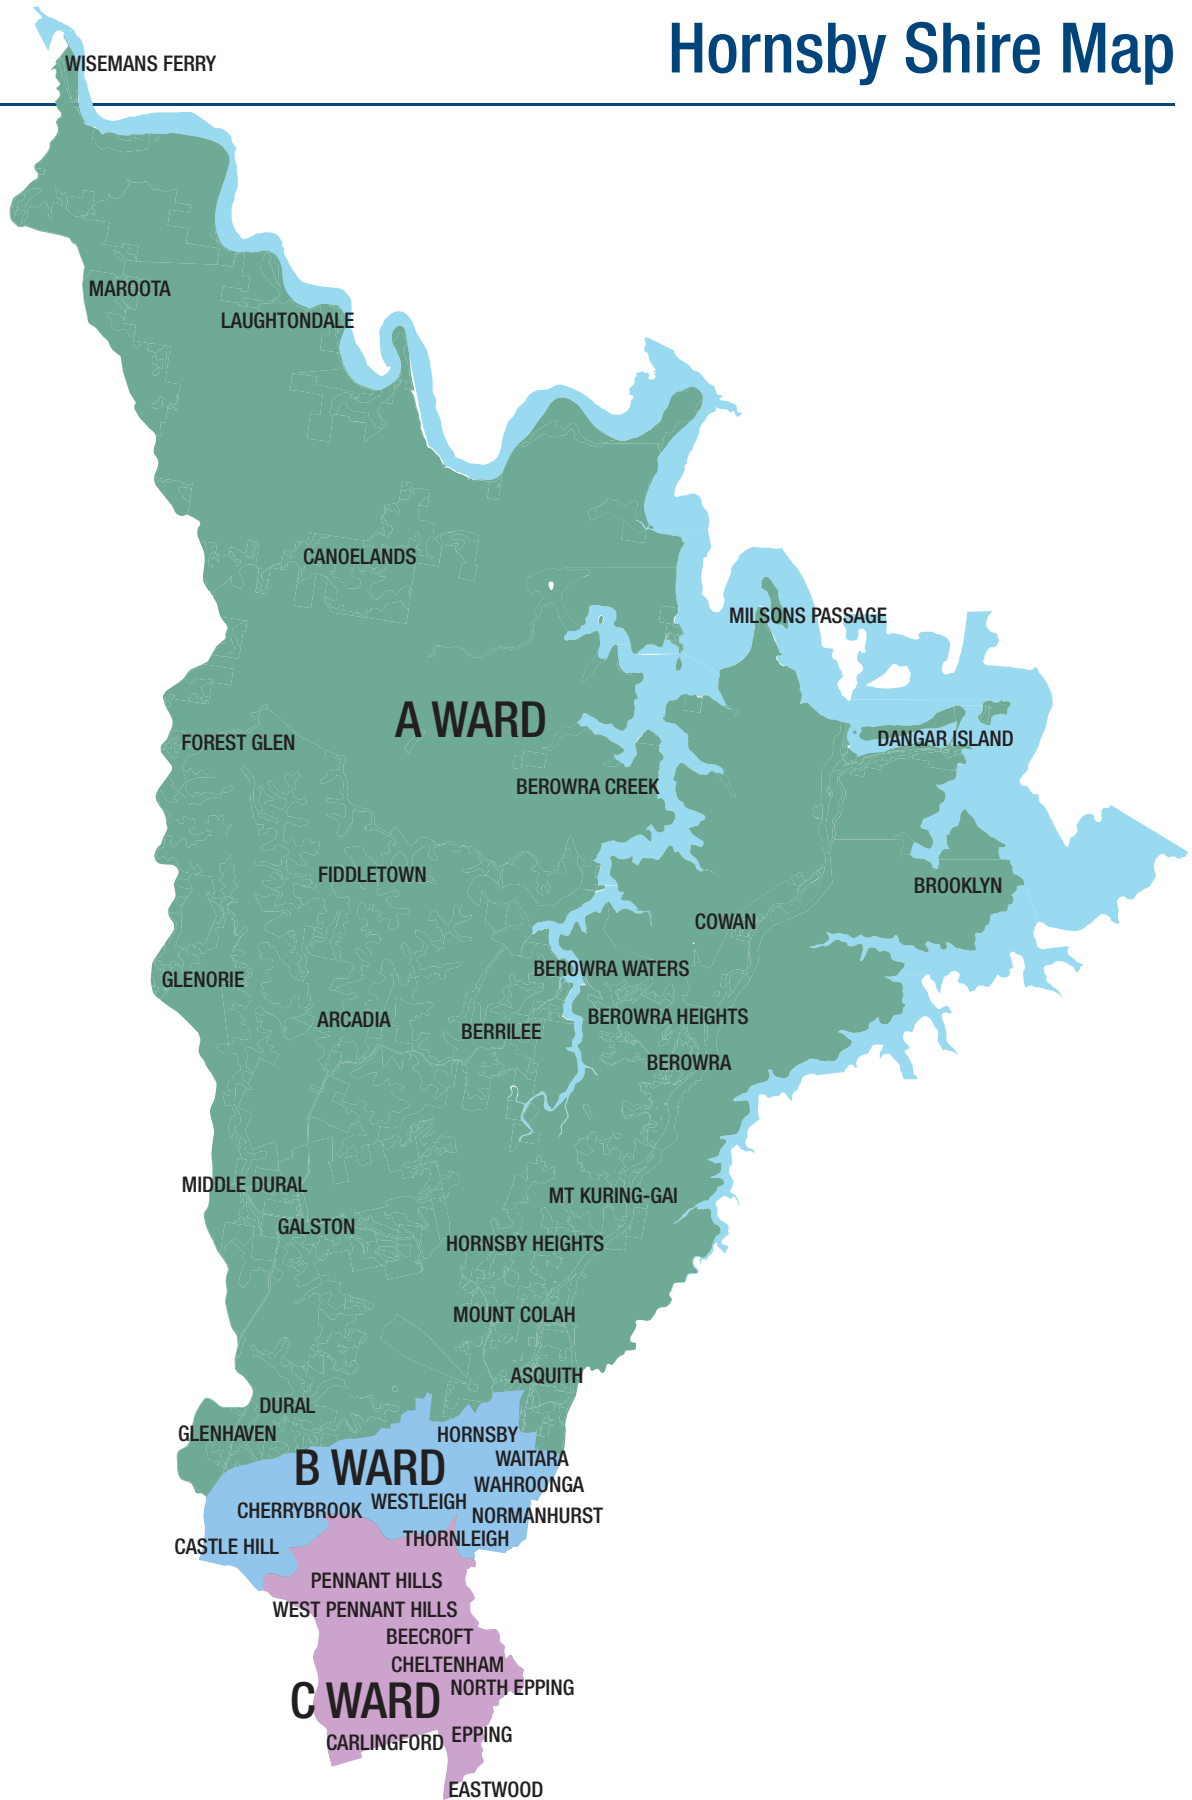 Hornsby Shire Map
WISEMANS FERRY
MAROOTA
LAUGHTONDALE
CANOELANDS
MILSONS PASSAGE
A WARD
FOREST GLEN
DANGAR ISLAND
BEROWRA CREEK
FIDDLETOWN
BROOKLYN
COWAN
BEROWRA WATERS
GLENORIE
BEROWRA HEIGHTS
ARCADIA
BERRILEE
BEROWRA
MIDDLE DURAL
MT KURING-GAI
GALSTON
HORNSBY HEIGHTS
MOUNT COLAH
ASQUITH
DURAL
GLENHAVEN
HORNSBY
WAITARA
B WARD
WAHROONGA
WESTLEIGH
CHERRYBROOK
NORMANHURST
THORNLEIGH
CASTLE HILL
PENNANT HILLS
WEST PENNANT HILLS
BEECROFT
CHELTENHAM
NORTH EPPING
C WARD
EPPING
CARLINGFORD
EASTWOOD